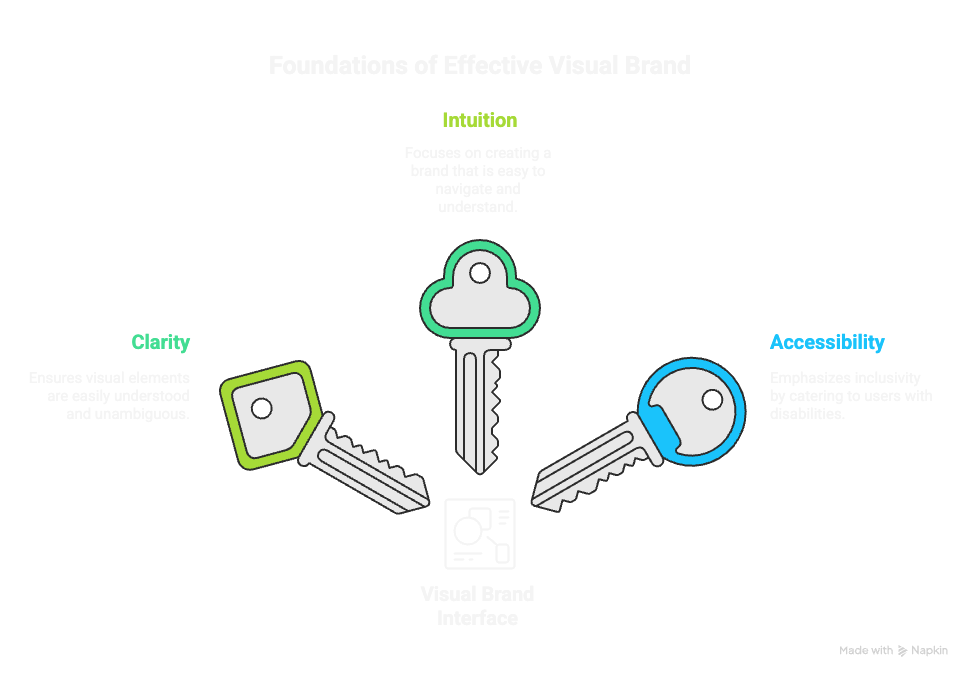 Foundations of Effective Visual Brand
Intuition
Focuses on creating a
brand that is easy to
navigate and
understand.
Clarity
Ensures visual elements
are easily understood
and unambiguous.
Accessibility
Emphasizes inclusivity
by catering to users with
disabilities.
Visual Brand
Interface
Made with Napkin